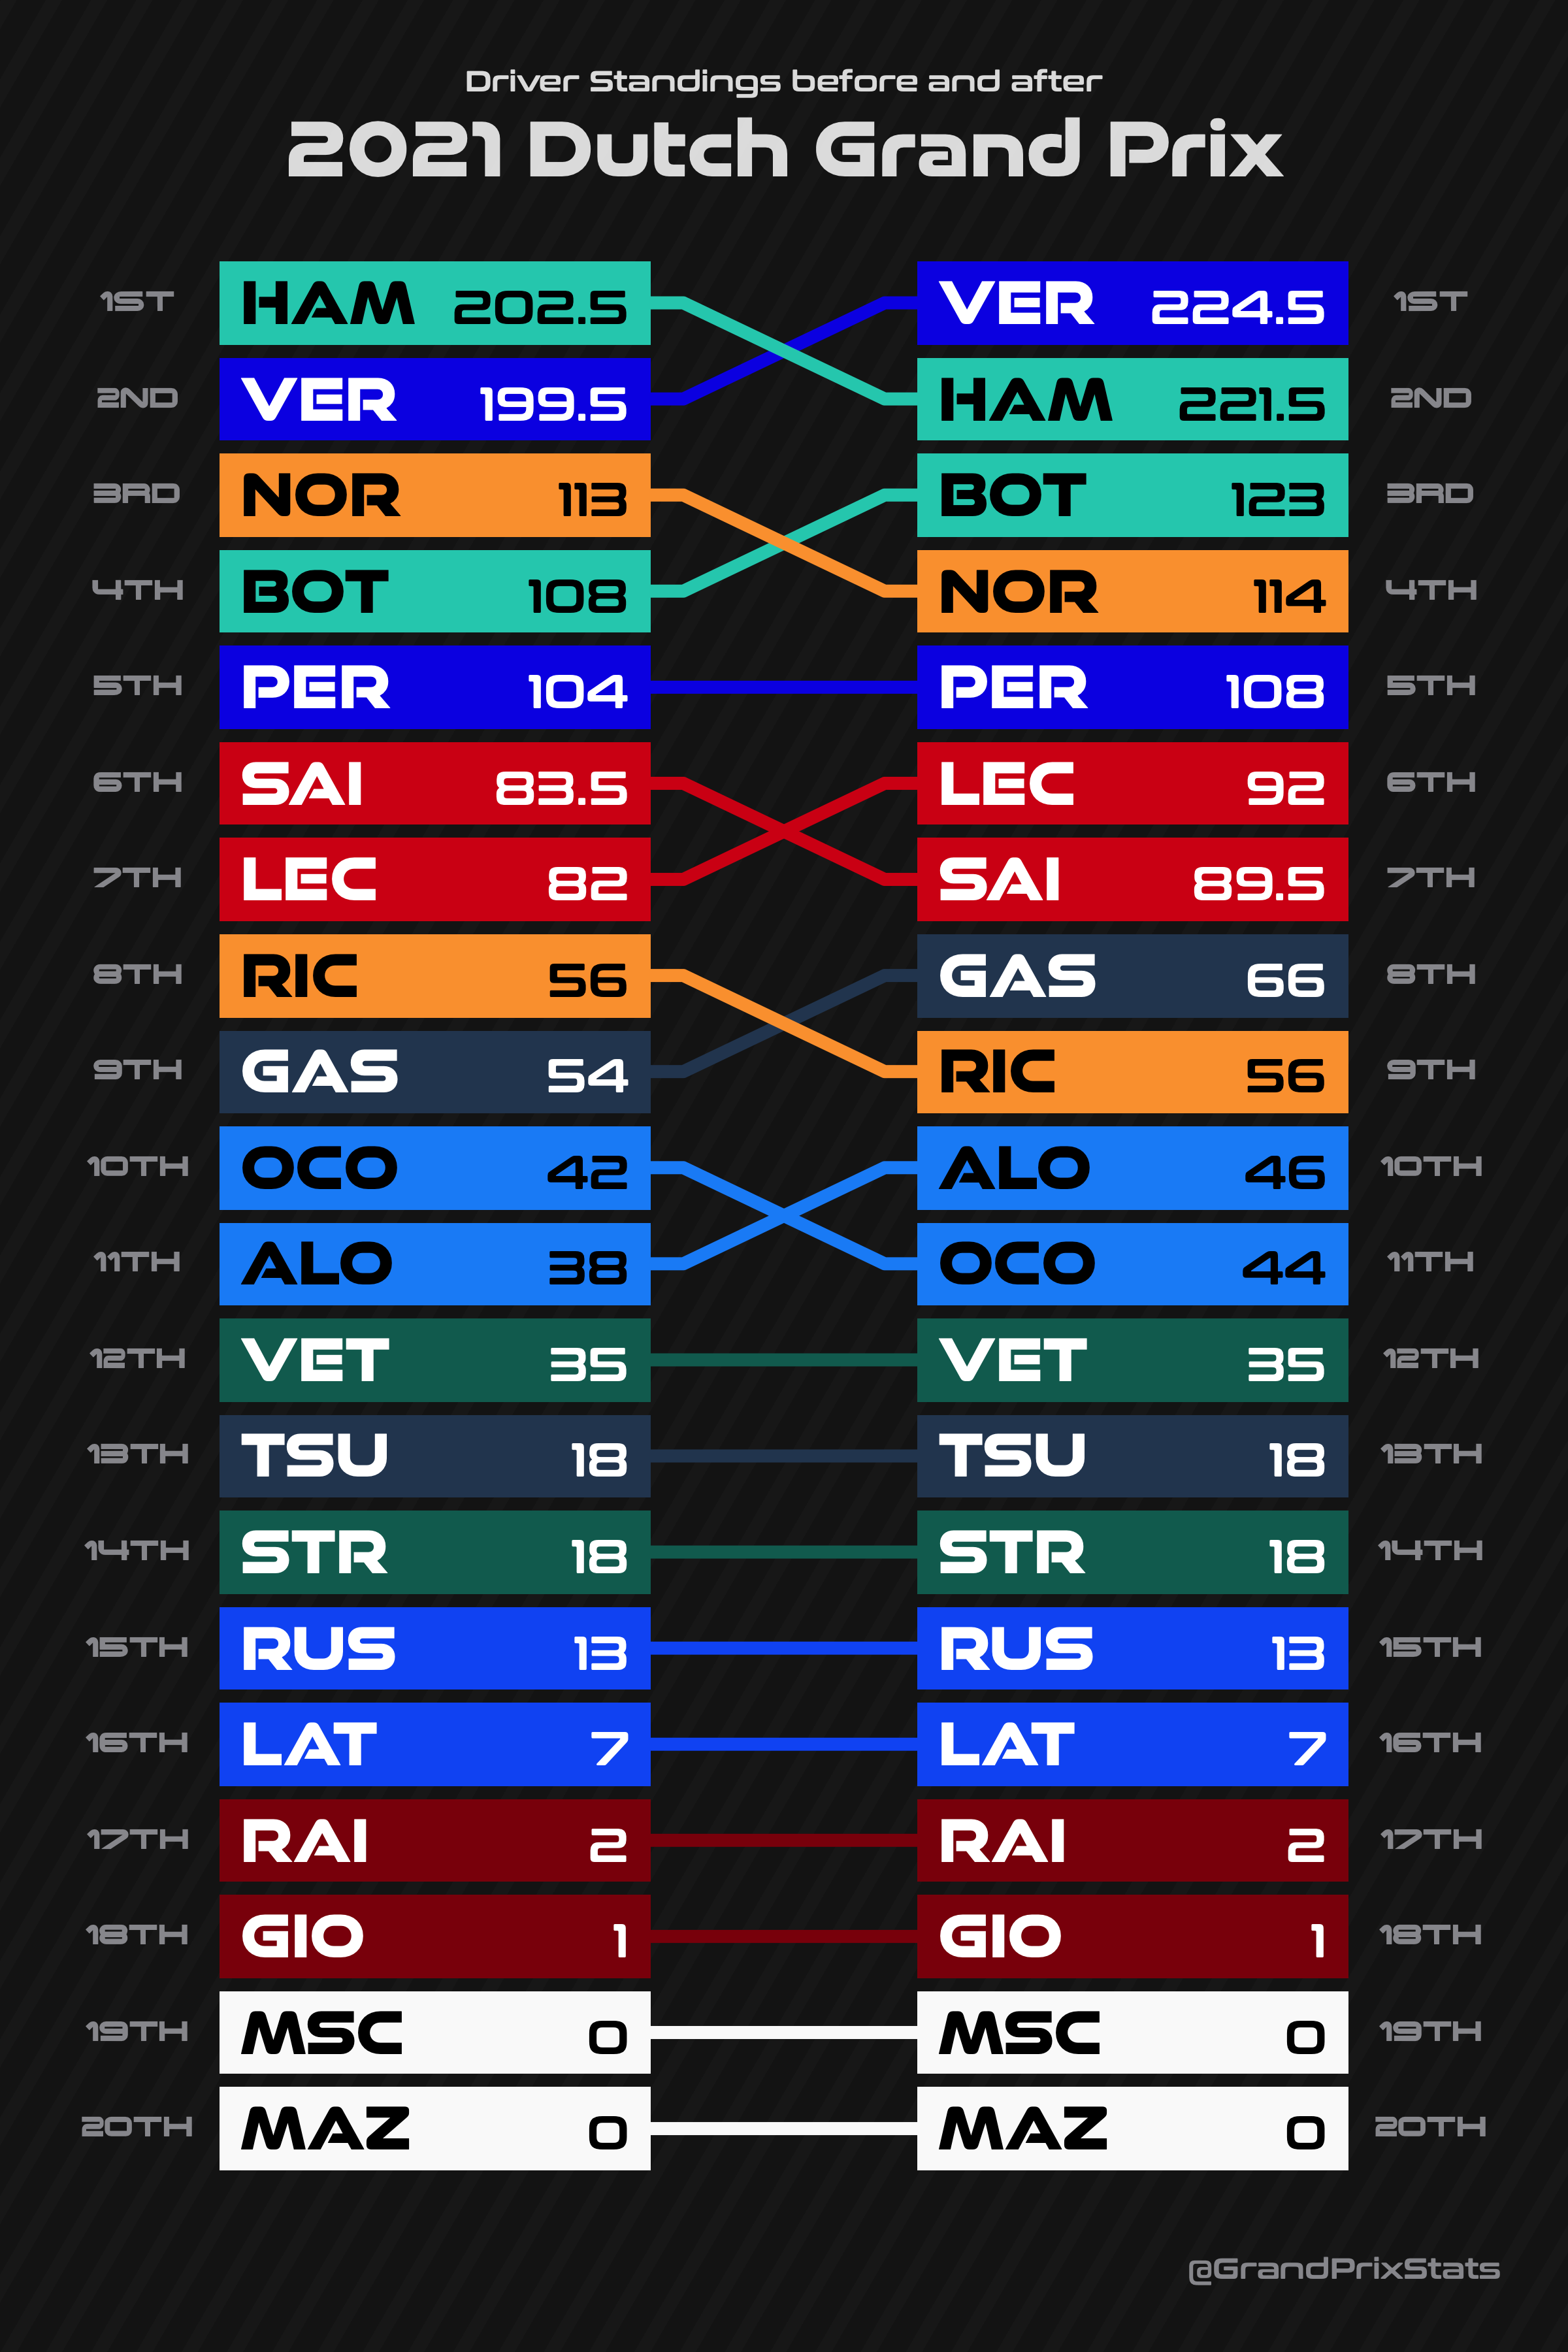 Driver Standings before and after
2021 Dutch Grand Prix
1ST HAM 202.5 VER 224.5 1ST
2ND VER 199.5 HAM 221.5 2ND
3RD NOR 113 BOT 123 3RD
4TH BOT 108 NOR 114 4TH
5TH PER 104 PER 108 5TH
6TH SAI 83.5 LEC 92 6TH
7TH LEC 82 SAI 89.5 7TH
8TH RIC 56 GAS 66 8TH
9TH GAS 54 RIC 56 9TH
10TH OCO 42 ALO 46 10TH
11TH ALO 38 OCO 44 11TH
12TH VET 35 VET 35 12TH
13TH TSU 18 TSU 18 13TH
14TH STR 18 STR 18 14TH
15TH RUS 13 RUS 13 15TH
16TH LAT 7 LAT 7 16TH
17TH RAI 2 RAI 2 17TH
18TH GIO 1 GIO 1 18TH
19TH MSC 0 MSC 0 19TH
20TH MAZ 0 MAZ 0 20TH
@GrandPrixStats